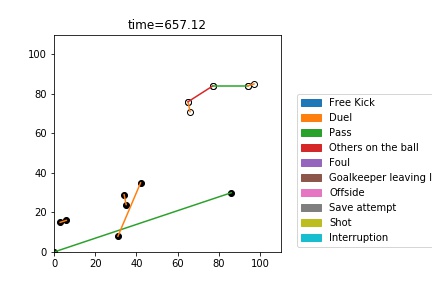 time=657.12
100
80
60
40
20
0
0 20 40 60 80 100
Free Kick
Duel
Pass
Others on the ball
Foul
Goalkeeper leaving l
Offside
Save attempt
Shot
Interruption